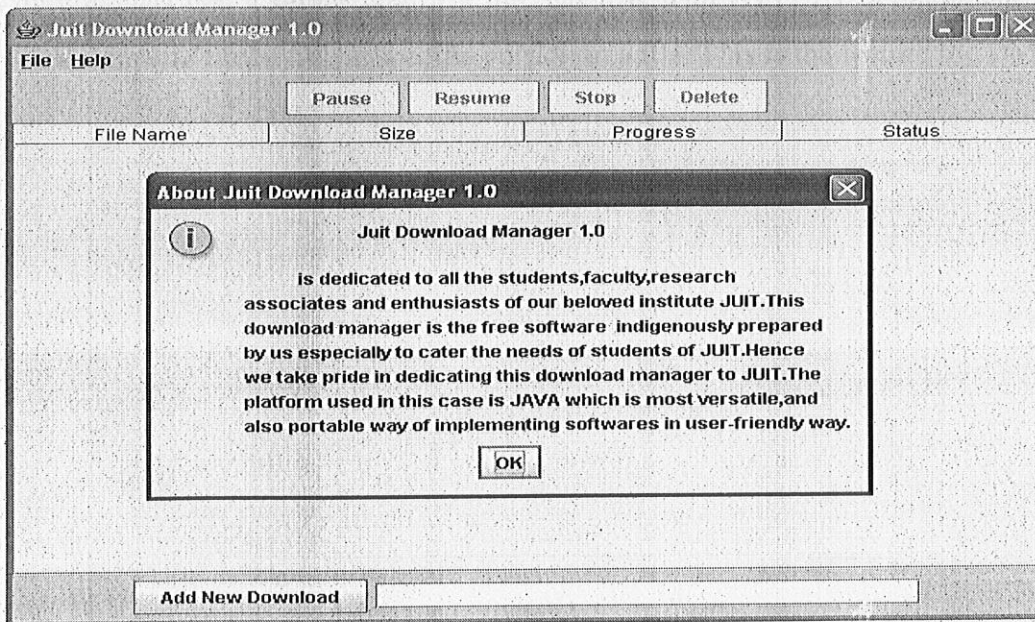 Juit Download Manager 1.0
File Help
Pause Resume Stop Delete
File Name Size Progress Status
About Juit Download Manager 1.0
Juit Download Manager 1.0
is dedicated to all the students,faculty,research
associates and enthusiasts of our beloved institute JUIT.This
download manager is the free software indigenously prepared
by us especially to cater the needs of students of JUIT.Hence
we take pride in dedicating this download manager to JUIT.The
platform used in this case is JAVA which is most versatile,and
also portable way of implementing softwares in user-friendly way.
OK
Add New Download